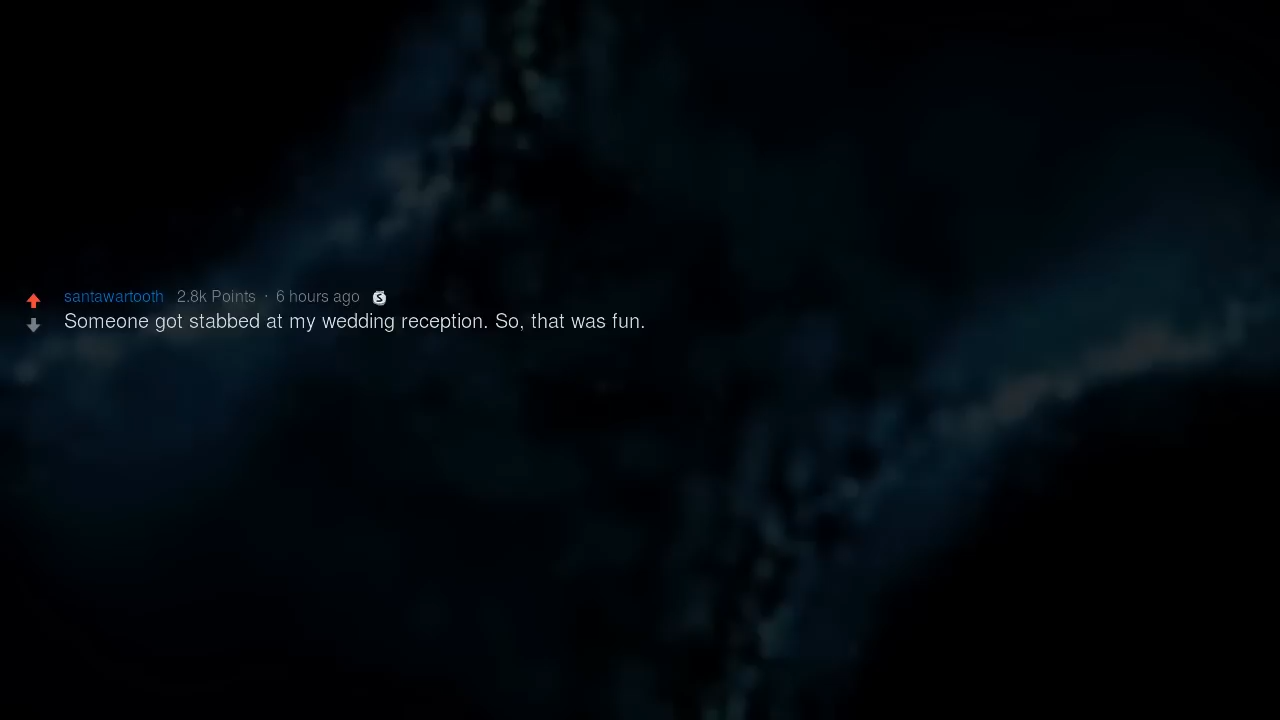 santawartooth 2.8k Points · 6 hours ago S
Someone got stabbed at my wedding reception. So, that was fun.